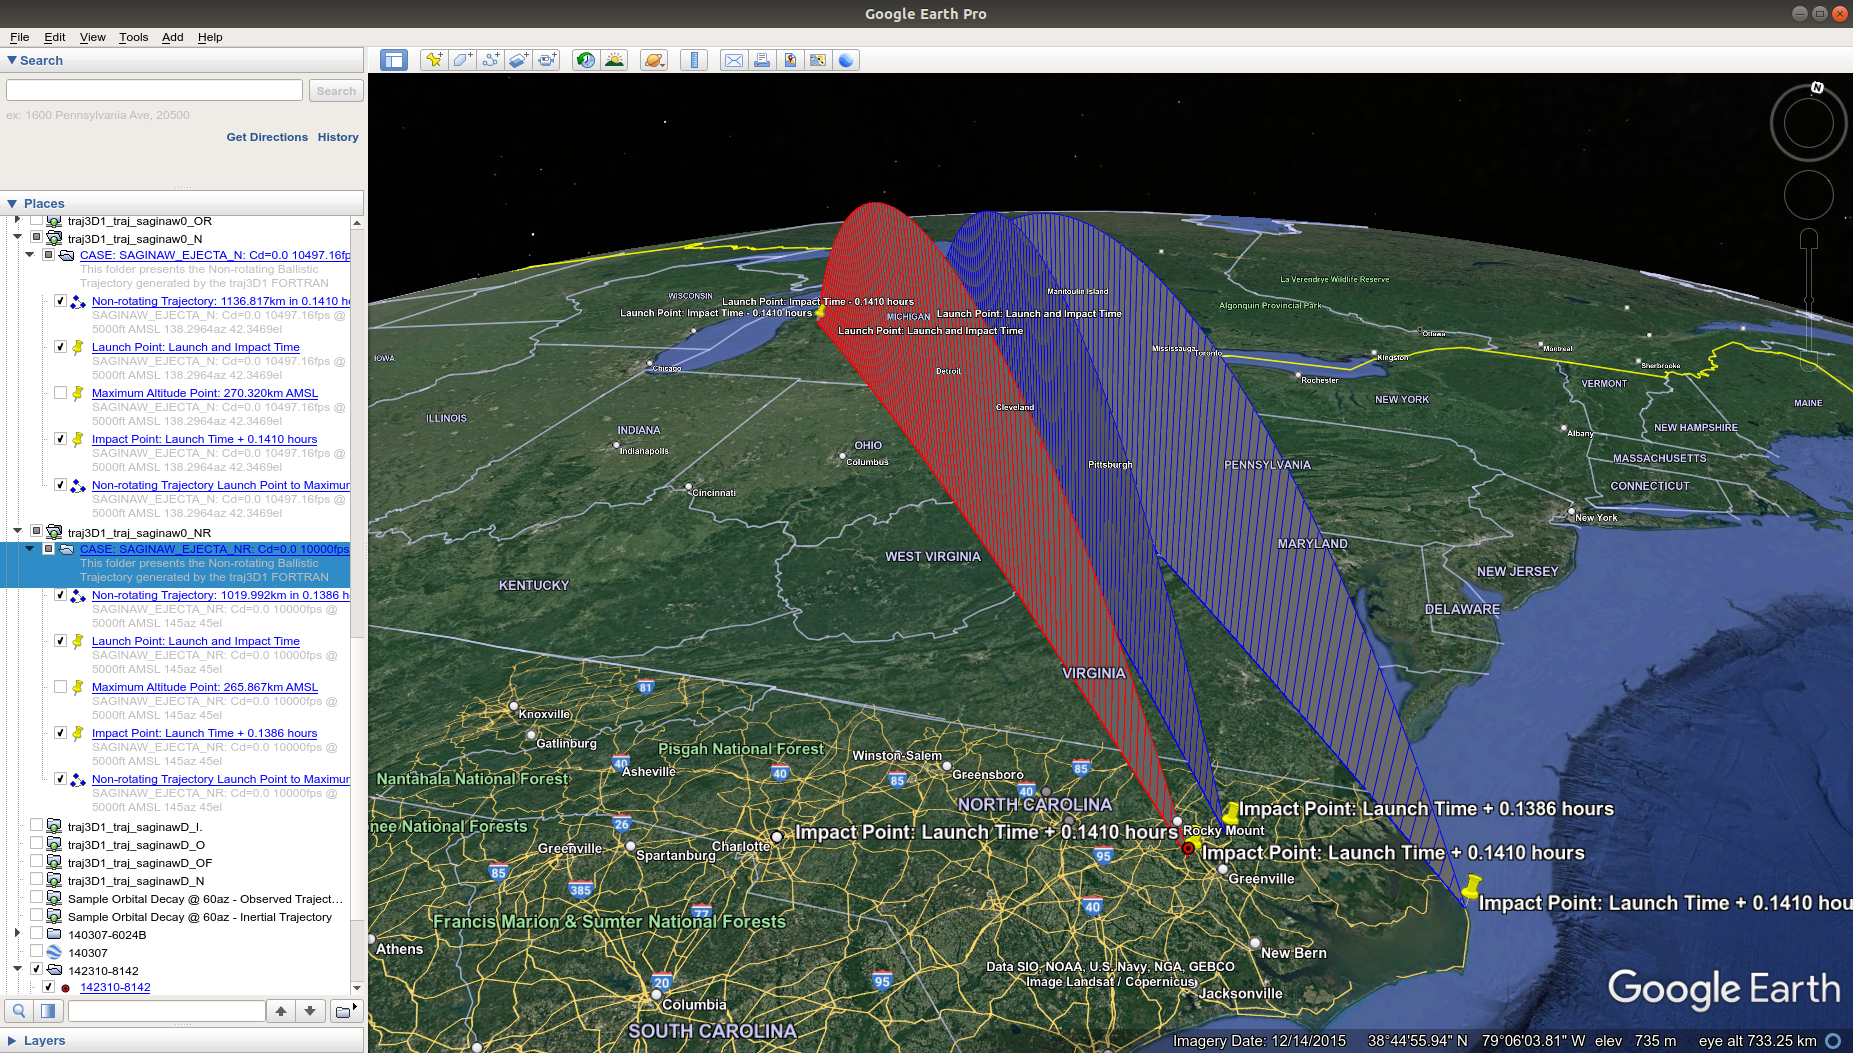 Google Earth Pro
File Edit View Tools Add Help
Search
Search
ex: 1600 Pennsylvania Ave, 20500
Get Directions History
Places
traj3D1_traj_saginaw0_OR
traj3D1_traj_saginaw0_N
CASE: SAGINAW_EJECTA_N: Cd=0.0 10497.16fp
This folder presents the Non-rotating Ballistic
Trajectory generated by the traj3D1 FORTRAN
Non-rotating Trajectory: 1136.817km in 0.1410 h
SAGINAW_EJECTA_N: Cd=0.0 10497.16fps @
5000ft AMSL 138.2964az 42.3469el
Launch Point: Launch and Impact Time
SAGINAW_EJECTA_N: Cd=0.0 10497.16fps @
5000ft AMSL 138.2964az 42.3469el
Maximum Altitude Point: 270.320km AMSL
SAGINAW_EJECTA_N: Cd=0.0 10497.16fps @
5000ft AMSL 138.2964az 42.3469el
Impact Point: Launch Time + 0.1410 hours
SAGINAW_EJECTA_N: Cd=0.0 10497.16fps @
5000ft AMSL 138.2964az 42.3469el
Non-rotating Trajectory Launch Point to Maximur
SAGINAW_EJECTA_N: Cd=0.0 10497.16fps @
5000ft AMSL 138.2964az 42.3469el
traj3D1_traj_saginaw0_NR
CASE: SAGINAW_EJECTA_NR: Cd=0.0 10000fps
This folder presents the Non-rotating Ballistic
Trajectory generated by the traj3D1 FORTRAN
Non-rotating Trajectory: 1019.992km in 0.1386 h
SAGINAW_EJECTA_NR: Cd=0.0 10000fps @
5000ft AMSL 145az 45el
Launch Point: Launch and Impact Time
SAGINAW_EJECTA_NR: Cd=0.0 10000fps @
5000ft AMSL 145az 45el
Maximum Altitude Point: 265.867km AMSL
SAGINAW_EJECTA_NR: Cd=0.0 10000fps @
5000ft AMSL 145az 45el
Impact Point: Launch Time + 0.1386 hours
SAGINAW_EJECTA_NR: Cd=0.0 10000fps @
5000ft AMSL 145az 45el
Non-rotating Trajectory Launch Point to Maximur
SAGINAW_EJECTA_NR: Cd=0.0 10000fps @
5000ft AMSL 145az 45el
traj3D1_traj_saginawD_I.
traj3D1_traj_saginawD_O
traj3D1_traj_saginawD_OF
traj3D1_traj_saginawD_N
Sample Orbital Decay @ 60az - Observed Traject...
Sample Orbital Decay @ 60az - Inertial Trajectory
140307-6024B
140307
142310-8142
142310-8142
Layers
N
La Verendrye Wildlife Reserve
Manitoulin Island
WISCONSIN
Launch Point: Impact Time - 0.1410 hours
Algonquin Provincial Park
Launch Point: Impact Time - 0.1410 hours
MICHIGAN
Launch Point: Launch and Impact Time
Launch Point: Launch and Impact Time
Ottawa
Mississauga
Toronto
Montreal
IOWA
Kingston
Chicago
Detroit
Sherbrooke
Rochester
VERMONT
NEW YORK
MAINE
Cleveland
ILLINOIS
INDIANA
Albany
NEW HAMPSHIRE
OHIO
Indianapolis
Columbus
Pittsburgh
PENNSYLVANIA
MASSACHUSETTS
CONNECTICUT
Cincinnati
New York
MARYLAND
WEST VIRGINIA
NEW JERSEY
KENTUCKY
DELAWARE
VIRGINIA
81
Knoxville
Gatlinburg
Pisgah National Forest
Winston-Salem
40
Asheville
40
85
Greensboro
85
Nantahala National Forest
40
NORTH CAROLINA
Impact Point: Launch Time + 0.1386 hours
nee National Forests
26
Impact Point: Launch Time + 0.1410 hours
Rocky Mount
Greenville
Spartanburg
Charlotte
95
Impact Point: Launch Time + 0.1410 hours
85
385
Greenville
40
77
Impact Point: Launch Time + 0.1410 hou
Francis Marion & Sumter National Forests
Athens
New Bern
20
95
Data SIO, NOAA, U.S. Navy, NGA, GEBCO
Image Landsat / Copernicus
Jacksonville
Columbia
Google Earth
SOUTH CAROLINA
Imagery Date: 12/14/2015 38°44'55.94" N 79°06'03.81" W elev 735 m eye alt 733.25 km